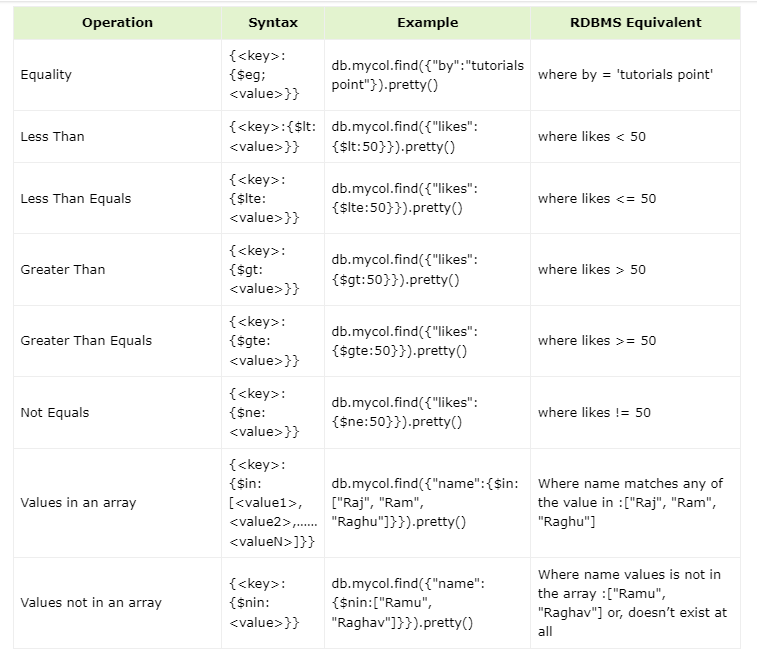 Operation Syntax Example RDBMS Equivalent
Equality
{<key>:
{$eg;
<value>}}
db.mycol.find({"by":"tutorials
point"}).pretty()
where by = 'tutorials point'
Less Than
{<key>:{$lt:
<value>}}
db.mycol.find({"likes":
{$lt:50}}).pretty()
where likes < 50
Less Than Equals
{<key>:
{$lte:
<value>}}
db.mycol.find({"likes":
{$lte:50}}).pretty()
where likes <= 50
Greater Than
{<key>:
{$gt:
<value>}}
db.mycol.find({"likes":
{$gt:50}}).pretty()
where likes > 50
Greater Than Equals
{<key>:
{$gte:
<value>}}
db.mycol.find({"likes":
{$gte:50}}).pretty()
where likes >= 50
Not Equals
{<key>:
{$ne:
<value>}}
db.mycol.find({"likes":
{$ne:50}}).pretty()
where likes != 50
Values in an array
{<key>:
{$in:
[<value1>,
<value2>,……
<valueN>]}}
db.mycol.find({"name":{$in:
["Raj", "Ram",
"Raghu"]}}).pretty()
Where name matches any of
the value in :["Raj", "Ram",
"Raghu"]
Values not in an array
{<key>:
{$nin:
<value>}}
db.mycol.find({"name":
{$nin:["Ramu",
"Raghav"]}}).pretty()
Where name values is not in
the array :["Ramu",
"Raghav"] or, doesn’t exist at
all